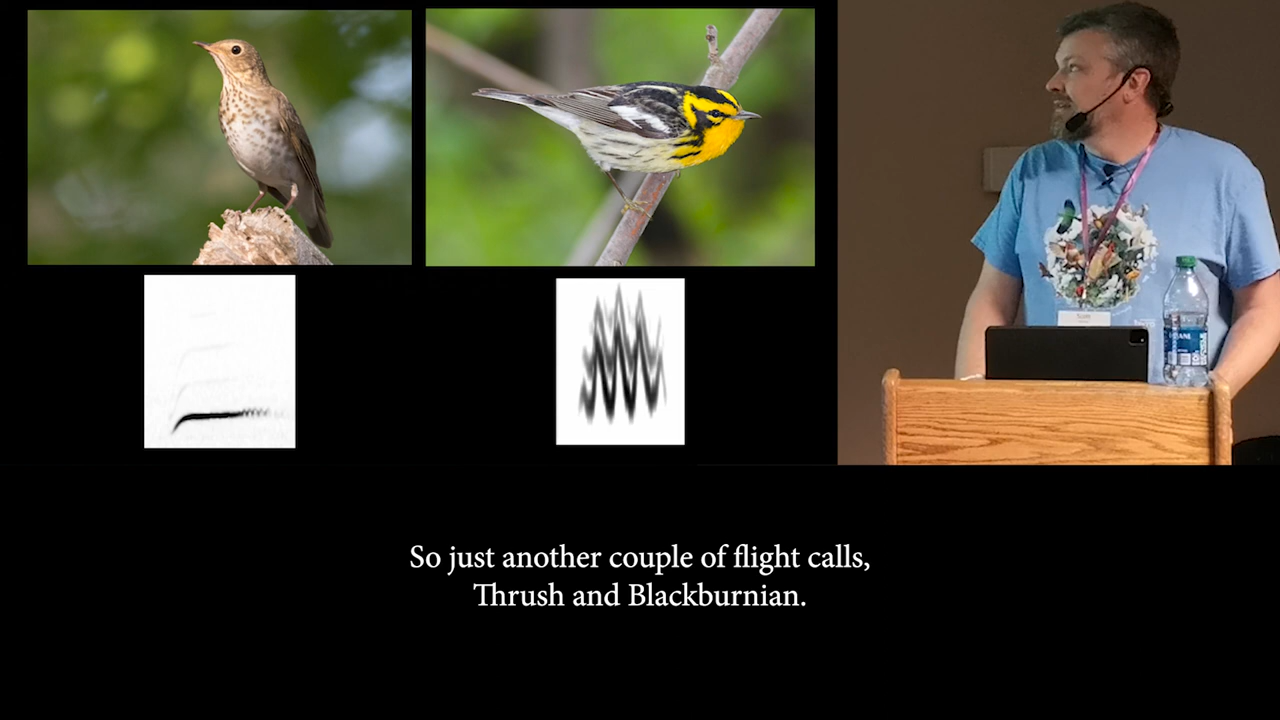 So just another couple of flight calls,
Thrush and Blackburnian.